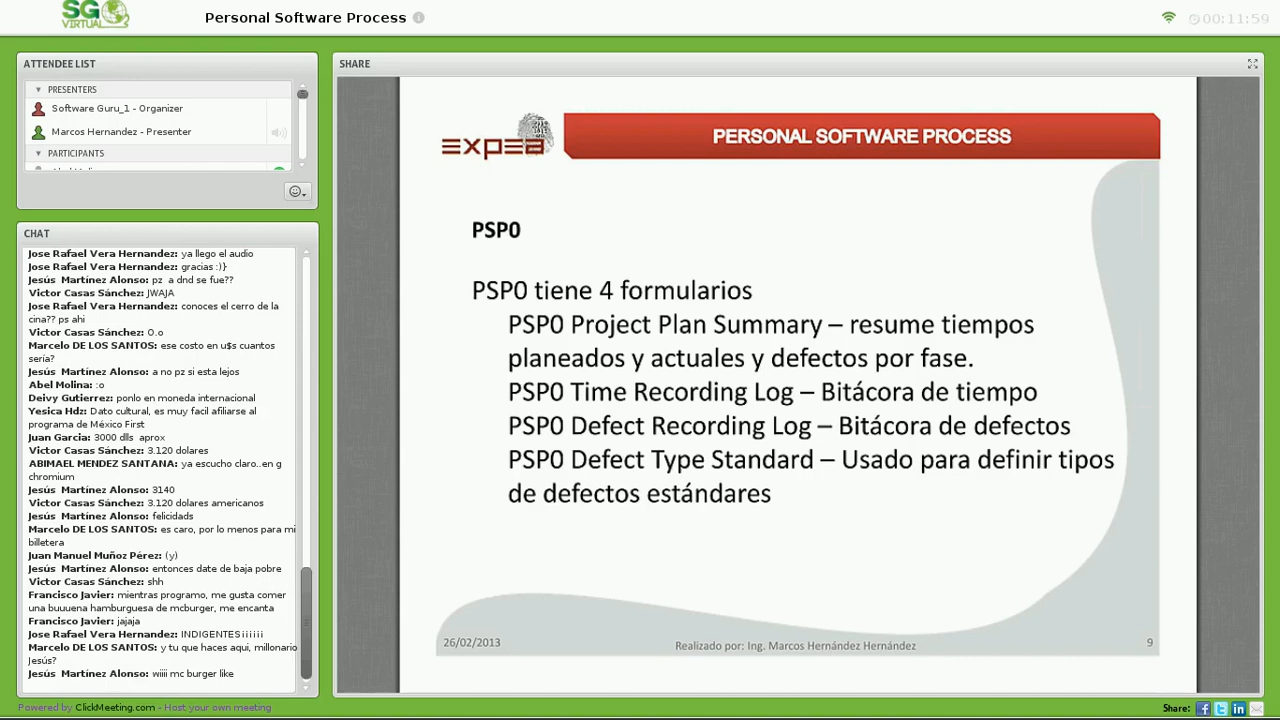 SG
VIRTUAL
Personal Software Process
00:11:59
ATTENDEE LIST
PRESENTERS
Software Guru_1 - Organizer
Marcos Hernandez - Presenter
PARTICIPANTS
CHAT
Jose Rafael Vera Hernandez: ya llego el audio
Jose Rafael Vera Hernandez: gracias :)}
Jesús Martínez Alonso: pz a dnd se fue??
Victor Casas Sánchez: JWAJA
Jose Rafael Vera Hernandez: conoces el cerro de la
cina?? ps ahi
Victor Casas Sánchez: O.o
Marcelo DE LOS SANTOS: ese costo en u$s cuantos
sería?
Jesús Martínez Alonso: a no pz si esta lejos
Abel Molina: :o
Deivy Gutierrez: ponlo en moneda internacional
Yesica Hdz: Dato cultural, es muy facil afiliarse al
programa de México First
Juan Garcia: 3000 dlls aprox
Victor Casas Sánchez: 3.120 dolares
ABIMAEL MENDEZ SANTANA: ya escucho claro..en g
chromium
Jesús Martínez Alonso: 3140
Victor Casas Sánchez: 3.120 dolares americanos
Jesús Martínez Alonso: felicidads
Marcelo DE LOS SANTOS: es caro, por lo menos para mi
billetera
Juan Manuel Muñoz Pérez: (y)
Jesús Martínez Alonso: entonces date de baja pobre
Victor Casas Sánchez: shh
Francisco Javier: mientras programo, me gusta comer
una buuuena hamburguesa de mcburger, me encanta
Francisco Javier: jajaja
Jose Rafael Vera Hernandez: INDIGENTES¡¡¡¡¡¡
Marcelo DE LOS SANTOS: y tu que haces aqui, millonario
Jesús?
Jesús Martínez Alonso: wiiii mc burger like
SHARE
EXPEA
PERSONAL SOFTWARE PROCESS
PSP0
PSP0 tiene 4 formularios
PSP0 Project Plan Summary – resume tiempos
planeados y actuales y defectos por fase.
PSP0 Time Recording Log – Bitácora de tiempo
PSP0 Defect Recording Log – Bitácora de defectos
PSP0 Defect Type Standard – Usado para definir tipos
de defectos estándares
26/02/2013
Realizado por: Ing. Marcos Hernández Hernández
9
Powered by ClickMeeting.com - Host your own meeting
Share: